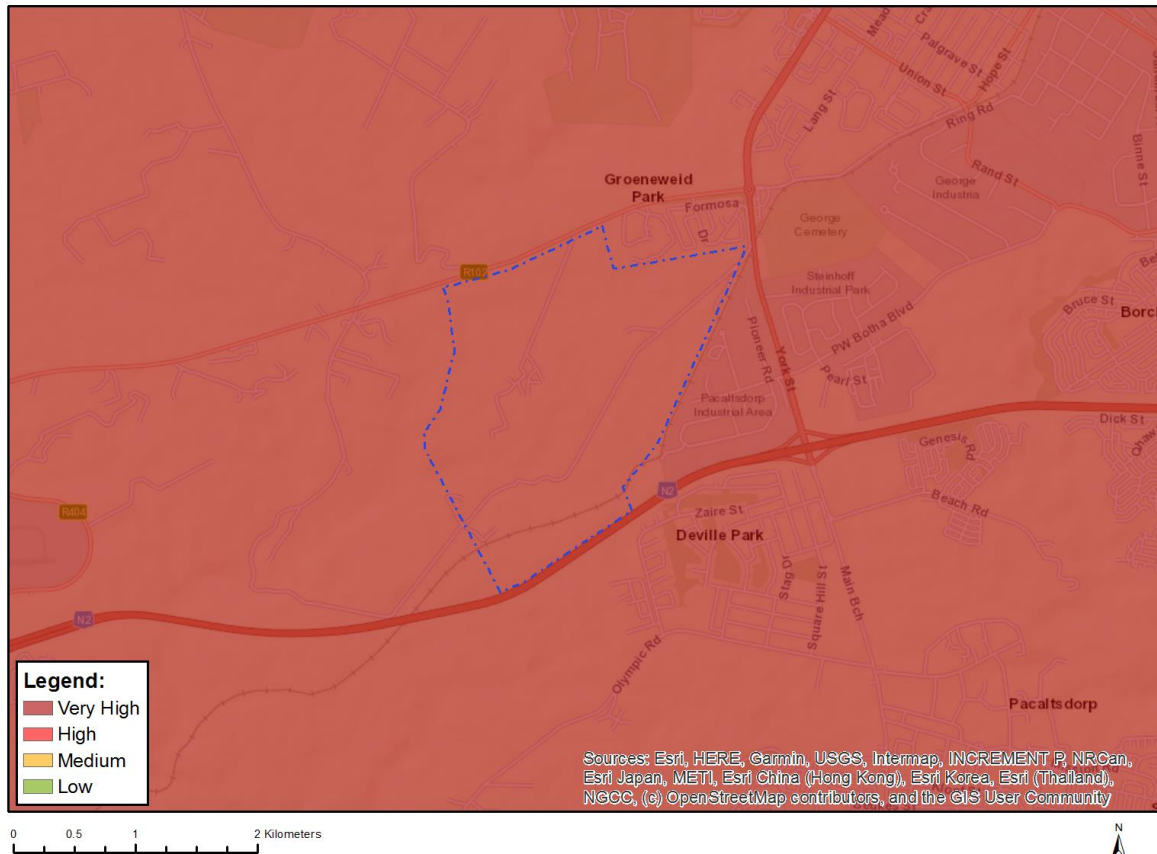 Mead
Cra
Palgrave St
Hope St
Union St
Lang St
Ring Rd
Binne St
Rand St
George
Industria
Groeneweid
Park
Formosa
Dr
George
Cemetery
R102
Steinhoff
Industrial Park
Bel
Bruce St
Borch
PW Botha Blvd
Pioneer Rd
York St
Pearl St
Pacaltsdorp
Industrial Area
Dick St
Genesis Rd
Qhaw
N2
Beach Rd
R404
Zaire St
Deville Park
Stag Dr
Square Hill St
Main Bch
N2
Olympic Rd
Pacaltsdorp
Legend:
Very High
High
Medium
Low
Sources: Esri, HERE, Garmin, USGS, Intermap, INCREMENT P, NRCan,
Esri Japan, METI, Esri China (Hong Kong), Esri Korea, Esri (Thailand),
NGCC, (c) OpenStreetMap contributors, and the GIS User Community
0 0.5 1 2 Kilometers
N